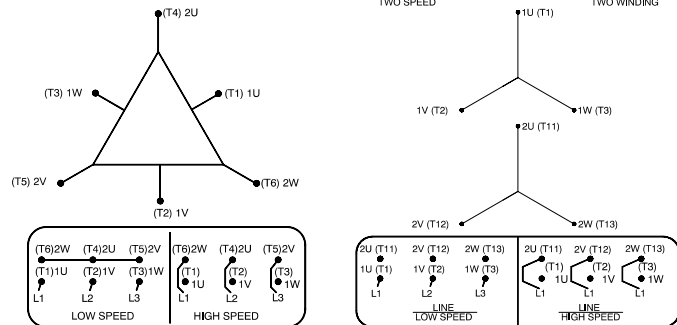 TWO SPEED
TWO WINDING
(T4) 2U
(T3) 1W
(T1) 1U
(T5) 2V
(T6) 2W
(T2) 1V
(T6)2W (T4)2U (T5)2V
(T1)1U (T2)1V (T3)1W
L1 L2 L3
LOW SPEED
(T6)2W (T4)2U (T5)2V
(T1) (T2) (T3)
1U 1V 1W
L1 L2 L3
HIGH SPEED
1U (T1)
1V (T2)
1W (T3)
2U (T11)
2V (T12)
2W (T13)
2U (T11) 2V (T12) 2W (T13)
1U (T1) 1V (T2) 1W (T3)
L1 L2 L3
LINE
LOW SPEED
2U (T11) 2V (T12) 2W (T13)
(T1) (T2) (T3)
1U 1V 1W
L1 L1 L1
LINE
HIGH SPEED